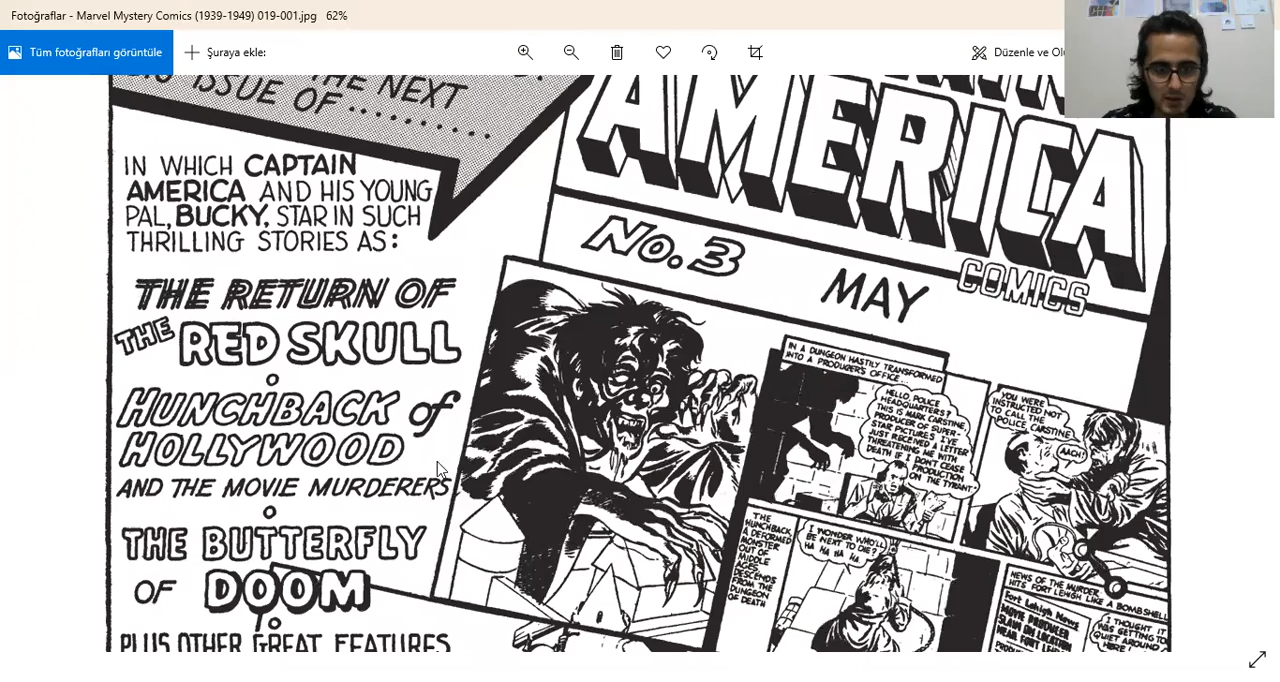 Fotoğraflar - Marvel Mystery Comics (1939-1949) 019-001.jpg 62%
Tüm fotoğrafları görüntüle
Şuraya ekle:
Düzenle ve Ol
THE NEXT
ISSUE OF..........
IN WHICH CAPTAIN
AMERICA AND HIS YOUNG
PAL, BUCKY, STAR IN SUCH
THRILLING STORIES AS:
THE RETURN OF
THE RED SKULL
HUNCHBACK of
HOLLYWOOD
AND THE MOVIE MURDERERS
THE BUTTERFLY
OF DOOM
PLUS OTHER GREAT FEATURES
AMERICA
COMICS
No. 3
MAY
IN A DUNGEON HASTILY TRANSFORMED
INTO A PRODUCER'S OFFICE...
HELLO, POLICE
HEADQUARTERS?
THIS IS MARK CARSTINE,
PRODUCER OF SUPER-
STAR PICTURES. I'VE
JUST RECEIVED A LETTER
THREATENING ME WITH
DEATH IF I DON'T CEASE
PRODUCTION
ON THE TYRANT.
YOU WERE
INSTRUCTED NOT
TO CALL THE
POLICE, CARSTINE
AACH!
THE
HUNCHBACK,
A DEFORMED
MONSTER
OUT OF
MIDDLE
AGES,
DESCENDS
FROM THE
DUNGEON
OF DEATH
I WONDER WHO'LL
BE NEXT TO DIE?
HA HA HA HA
NEWS OF THE MURDER
HITS FORT LEHIGH LIKE A BOMBSHELL
Fort Lehigh News
MOVIE PRODUCER
SLAIN ON LOCATION
NEAR FORT LEHIGH
I THOUGHT IT
WAS GETTING TOO
QUIET AROUND
HERE!